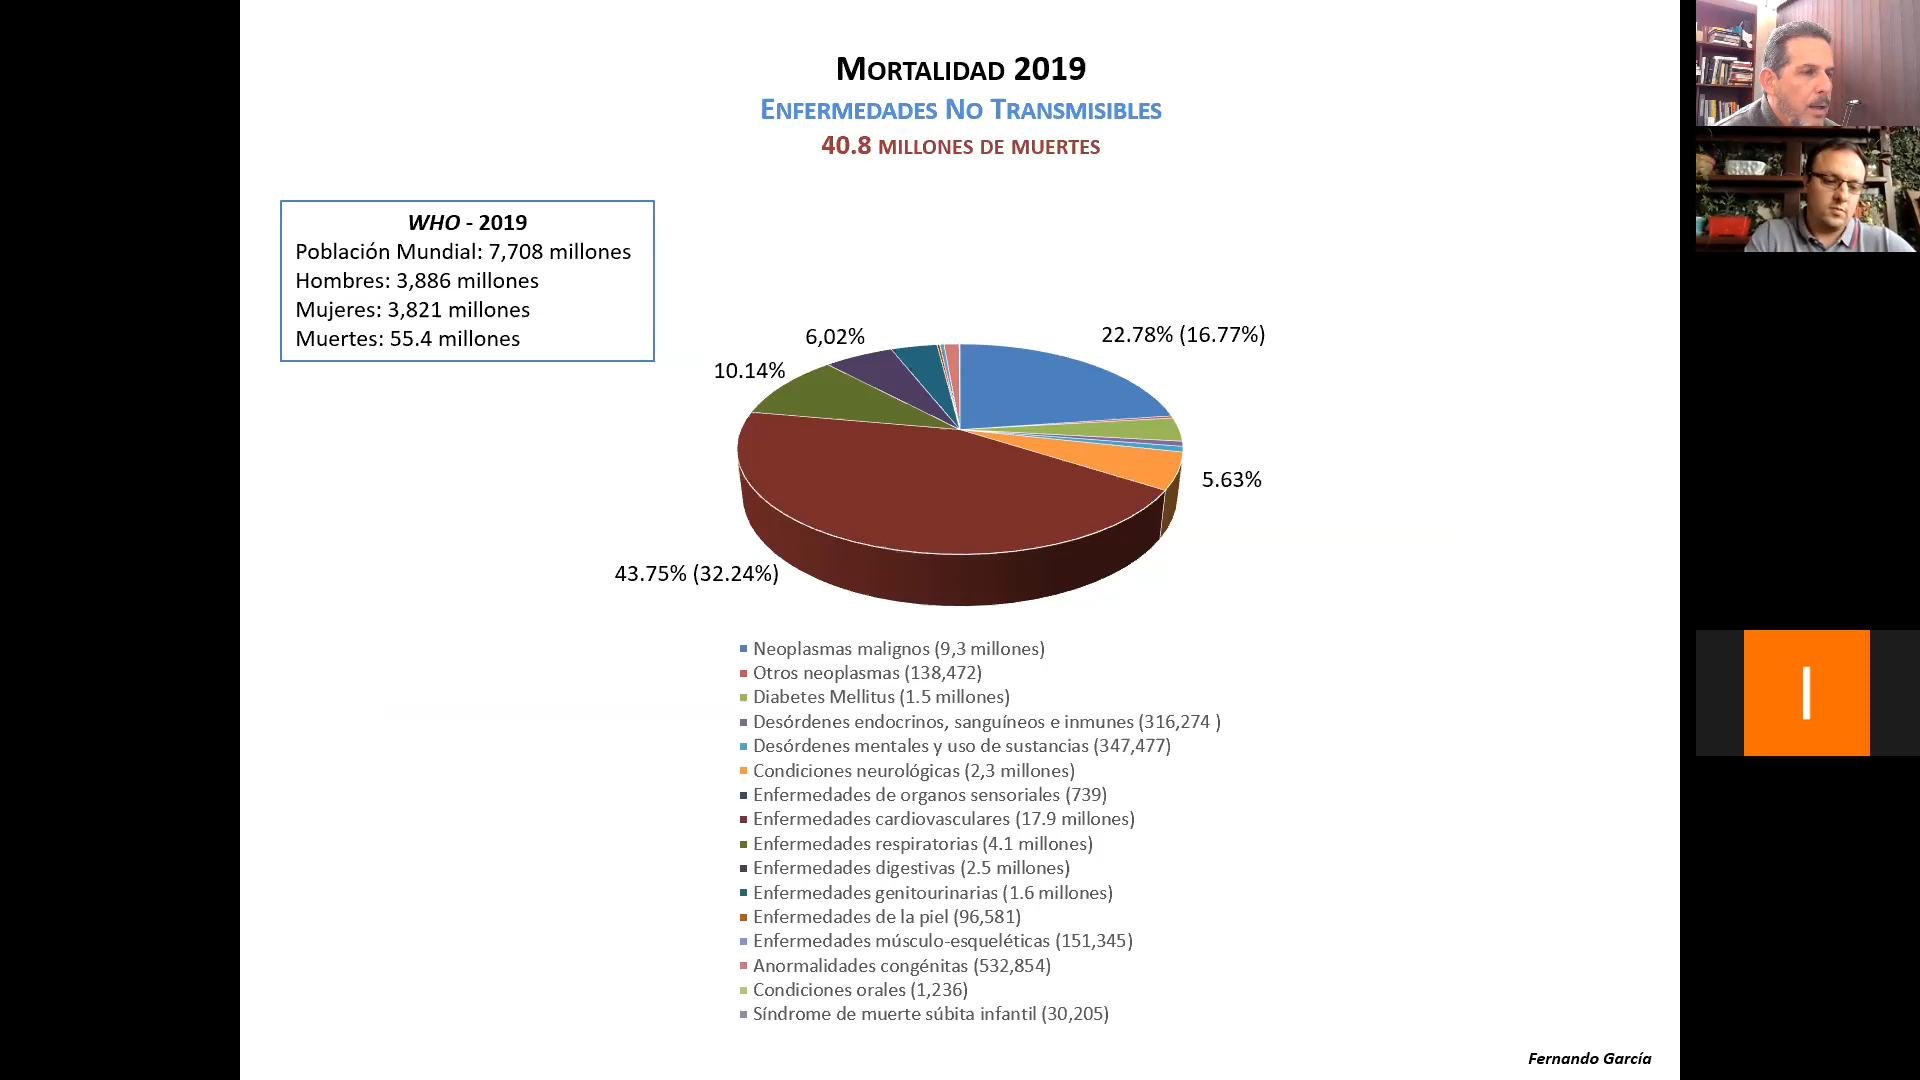 MORTALIDAD 2019
ENFERMEDADES NO TRANSMISIBLES
40.8 MILLONES DE MUERTES
WHO - 2019
Población Mundial: 7,708 millones
Hombres: 3,886 millones
Mujeres: 3,821 millones
Muertes: 55.4 millones
6,02%
22.78% (16.77%)
10.14%
5.63%
43.75% (32.24%)
Neoplasmas malignos (9,3 millones)
Otros neoplasmas (138,472)
Diabetes Mellitus (1.5 millones)
Desórdenes endocrinos, sanguíneos e inmunes (316,274 )
Desórdenes mentales y uso de sustancias (347,477)
Condiciones neurológicas (2,3 millones)
Enfermedades de organos sensoriales (739)
Enfermedades cardiovasculares (17.9 millones)
Enfermedades respiratorias (4.1 millones)
Enfermedades digestivas (2.5 millones)
Enfermedades genitourinarias (1.6 millones)
Enfermedades de la piel (96,581)
Enfermedades músculo-esqueléticas (151,345)
Anormalidades congénitas (532,854)
Condiciones orales (1,236)
Síndrome de muerte súbita infantil (30,205)
Fernando García
I